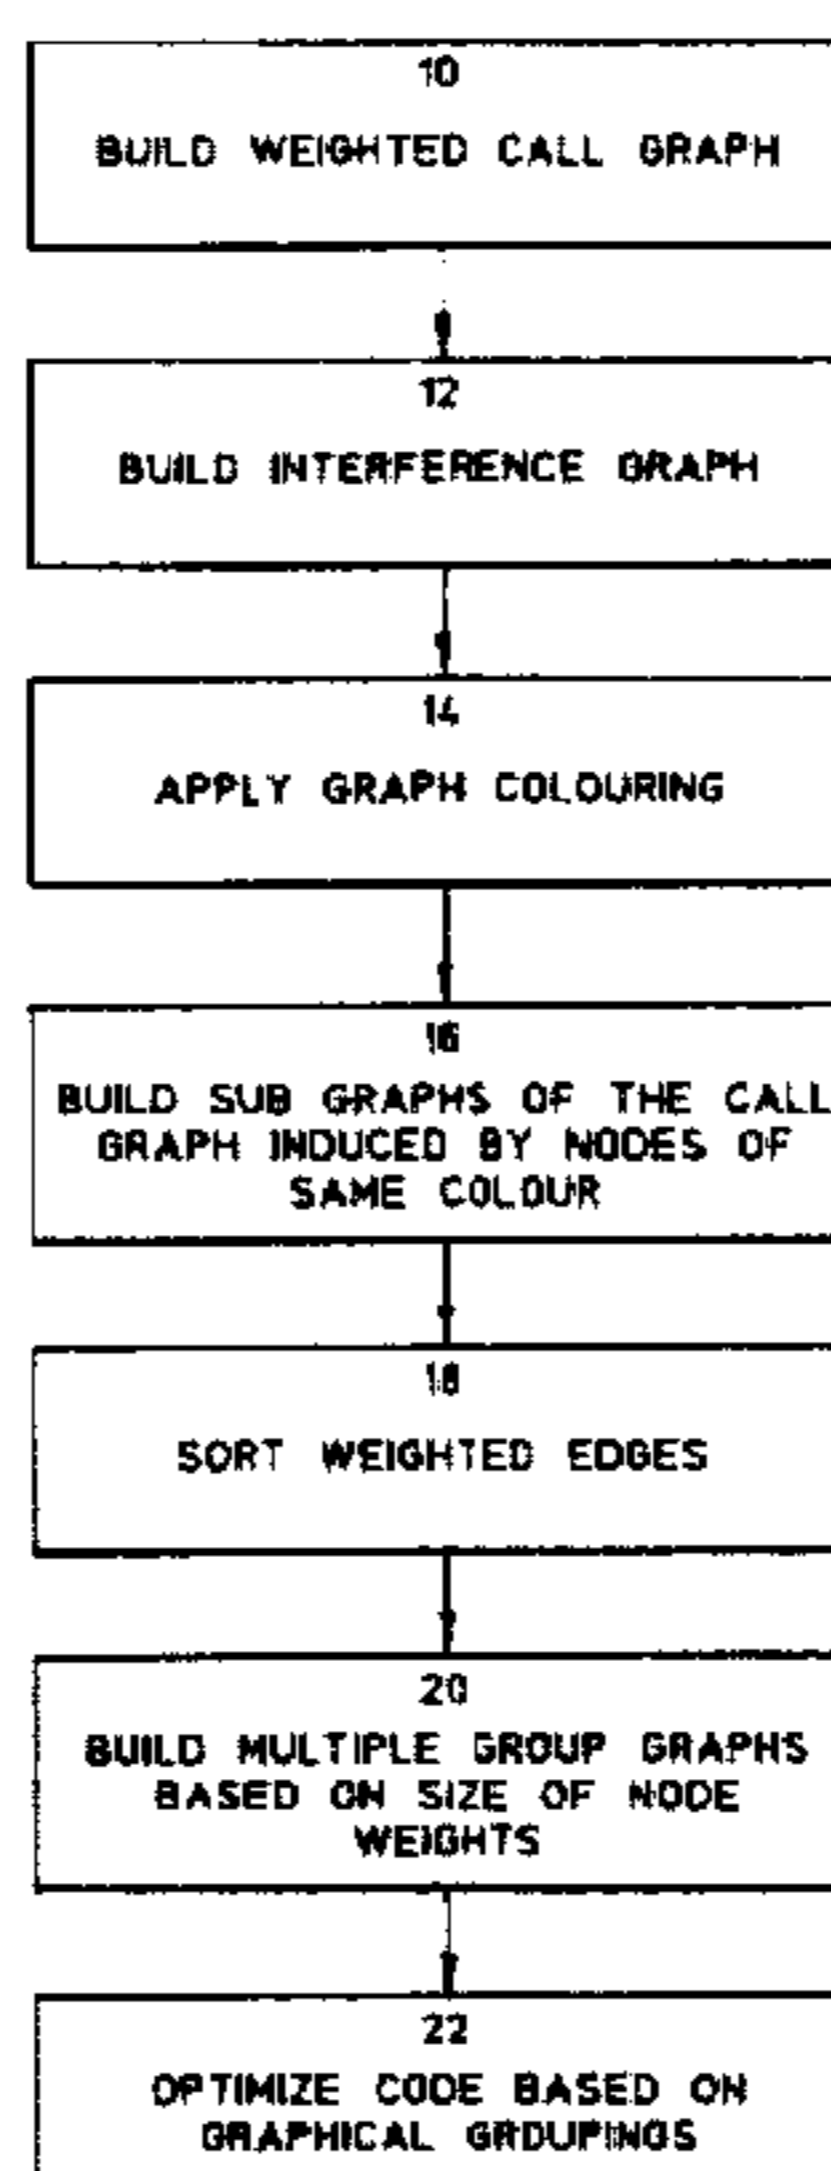 10
BUILD WEIGHTED CALL GRAPH
12
BUILD INTERFERENCE GRAPH
14
APPLY GRAPH COLOURING
16
BUILD SUB GRAPHS OF THE CALL
GRAPH INDUCED BY NODES OF
SAME COLOUR
18
SORT WEIGHTED EDGES
20
BUILD MULTIPLE GROUP GRAPHS
BASED ON SIZE OF NODE
WEIGHTS
22
OPTIMIZE CODE BASED ON
GRAPHICAL GROUPINGS